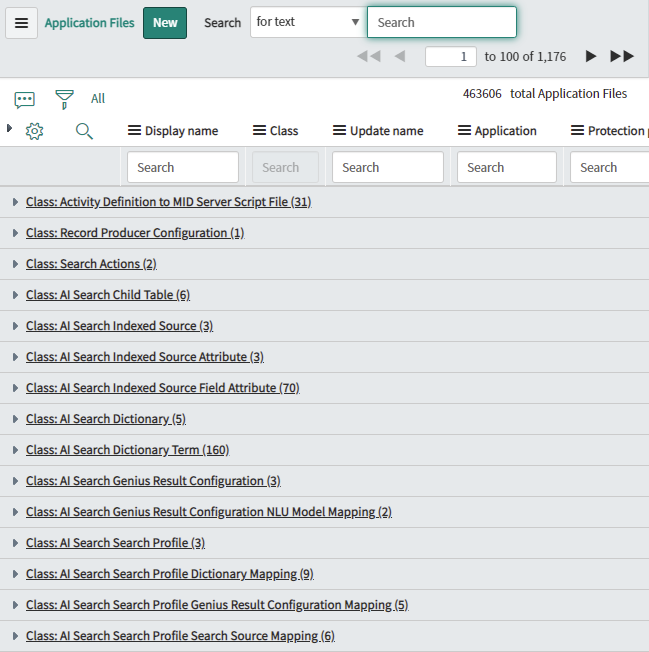 Application Files New Search for text Search
1 to 100 of 1,176
All 463606 total Application Files
Display name Class Update name Application Protection
Search Search Search Search Search
Class: Activity Definition to MID Server Script File (31)
Class: Record Producer Configuration (1)
Class: Search Actions (2)
Class: AI Search Child Table (6)
Class: AI Search Indexed Source (3)
Class: AI Search Indexed Source Attribute (3)
Class: AI Search Indexed Source Field Attribute (70)
Class: AI Search Dictionary (5)
Class: AI Search Dictionary Term (160)
Class: AI Search Genius Result Configuration (3)
Class: AI Search Genius Result Configuration NLU Model Mapping (2)
Class: AI Search Search Profile (3)
Class: AI Search Search Profile Dictionary Mapping (9)
Class: AI Search Search Profile Genius Result Configuration Mapping (5)
Class: AI Search Search Profile Search Source Mapping (6)